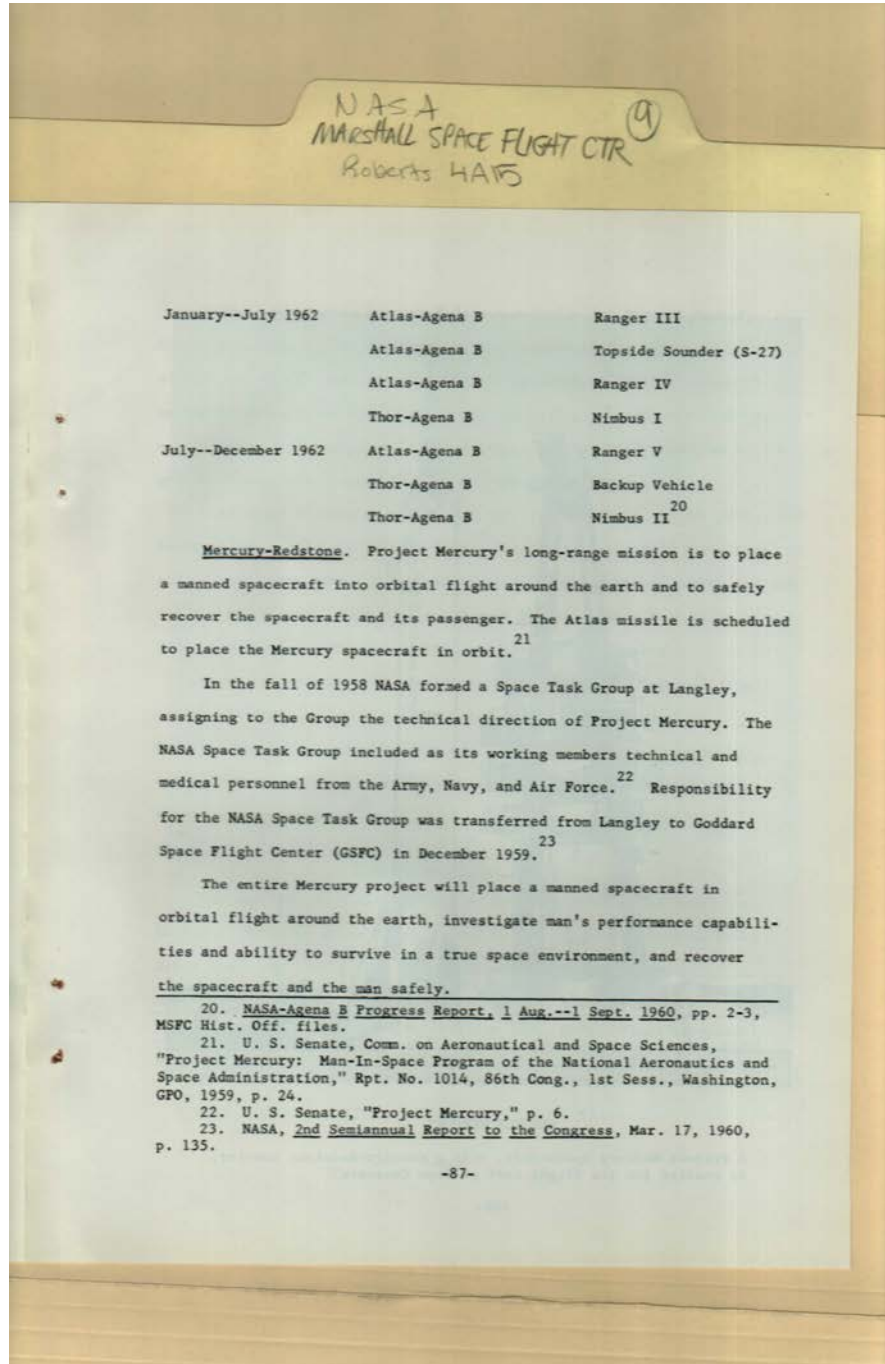 NASA
MARSHALL SPACE FLIGHT CTR 9
Roberts 4A15
January--July 1962 Atlas-Agena B Ranger III
Atlas-Agena B Topside Sounder (S-27)
Atlas-Agena B Ranger IV
Thor-Agena B Nimbus I
July--December 1962 Atlas-Agena B Ranger V
Thor-Agena B Backup Vehicle
Thor-Agena B Nimbus II 20
Mercury-Redstone. Project Mercury's long-range mission is to place
a manned spacecraft into orbital flight around the earth and to safely
recover the spacecraft and its passenger. The Atlas missile is scheduled
to place the Mercury spacecraft in orbit. 21
In the fall of 1958 NASA formed a Space Task Group at Langley,
assigning to the Group the technical direction of Project Mercury. The
NASA Space Task Group included as its working members technical and
medical personnel from the Army, Navy, and Air Force. 22 Responsibility
for the NASA Space Task Group was transferred from Langley to Goddard
Space Flight Center (GSFC) in December 1959. 23
The entire Mercury project will place a manned spacecraft in
orbital flight around the earth, investigate man's performance capabili-
ties and ability to survive in a true space environment, and recover
the spacecraft and the man safely.
20. NASA-Agena B Progress Report, 1 Aug.--1 Sept. 1960, pp. 2-3,
MSFC Hist. Off. files.
21. U. S. Senate, Comm. on Aeronautical and Space Sciences,
"Project Mercury: Man-In-Space Program of the National Aeronautics and
Space Administration," Rpt. No. 1014, 86th Cong., 1st Sess., Washington,
GPO, 1959, p. 24.
22. U. S. Senate, "Project Mercury," p. 6.
23. NASA, 2nd Semiannual Report to the Congress, Mar. 17, 1960,
p. 135.
-87-